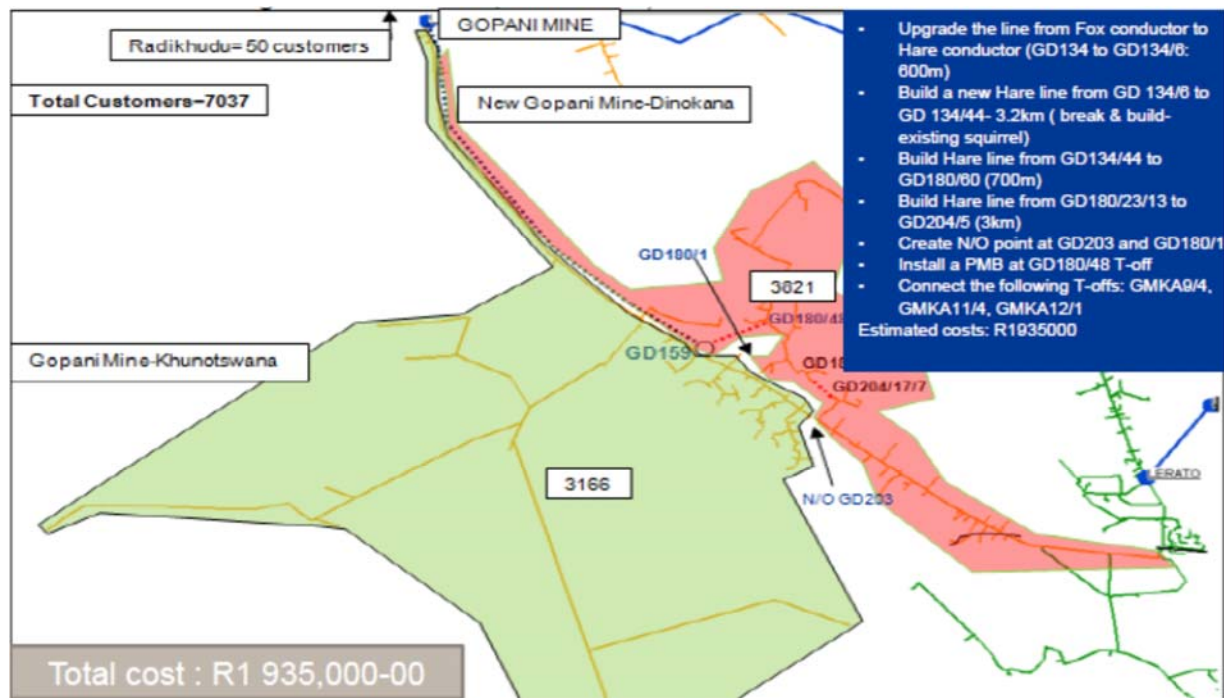 GOPANI MINE
Radikhudu= 50 customers
Total Customers=7037
New Gopani Mine-Dinokana
• Upgrade the line from Fox conductor to
Hare conductor (GD134 to GD134/6:
600m)
• Build a new Hare line from GD 134/6 to
GD 134/44- 3.2km ( break & build-
existing squirrel)
• Build Hare line from GD134/44 to
GD180/60 (700m)
• Build Hare line from GD180/23/13 to
GD204/5 (3km)
• Create N/O point at GD203 and GD180/1
• Install a PMB at GD180/48 T-off
• Connect the following T-offs: GMKA9/4,
GMKA11/4, GMKA12/1
Estimated costs: R1935000
GD180/1
3821
GD180/48
Gopani Mine-Khunotswana
GD159
GD18
GD204/17/7
3166
N/O GD203
LERATO
Total cost : R1 935,000-00